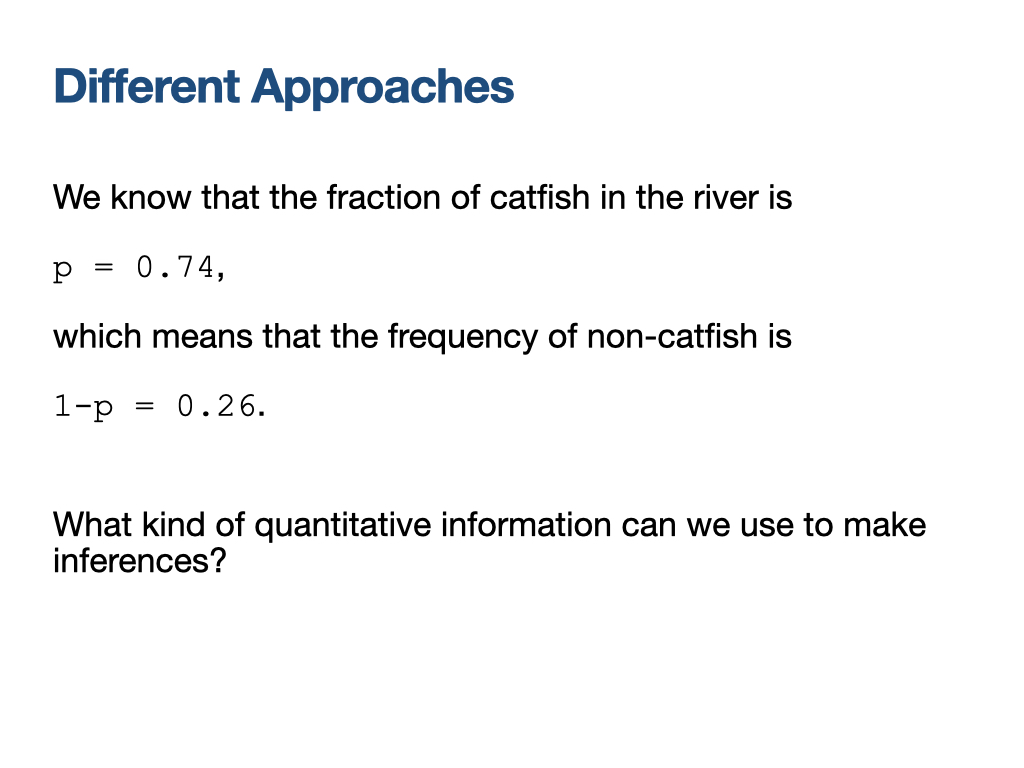 Different Approaches
We know that the fraction of catfish in the river is
p = 0.74,
which means that the frequency of non-catfish is
1-p = 0.26.
What kind of quantitative information can we use to make
inferences?